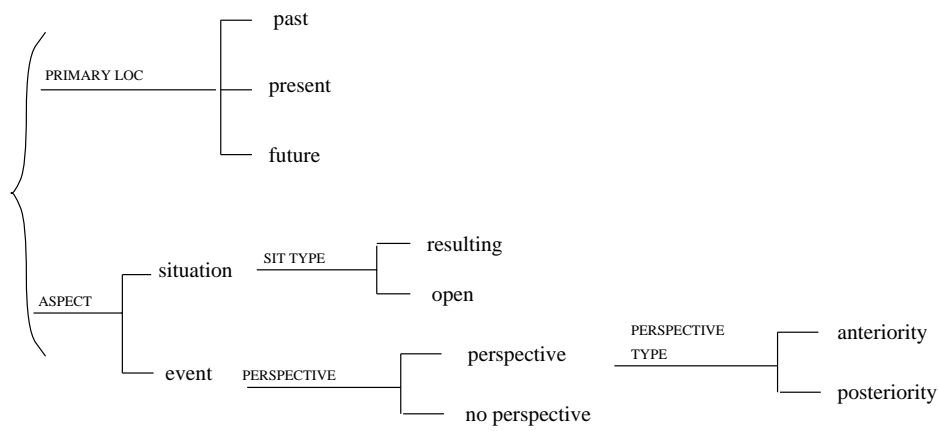 past
PRIMARY LOC
present
future
resulting
situation
SIT TYPE
open
ASPECT
PERSPECTIVE
TYPE
anteriority
perspective
event
PERSPECTIVE
posteriority
no perspective